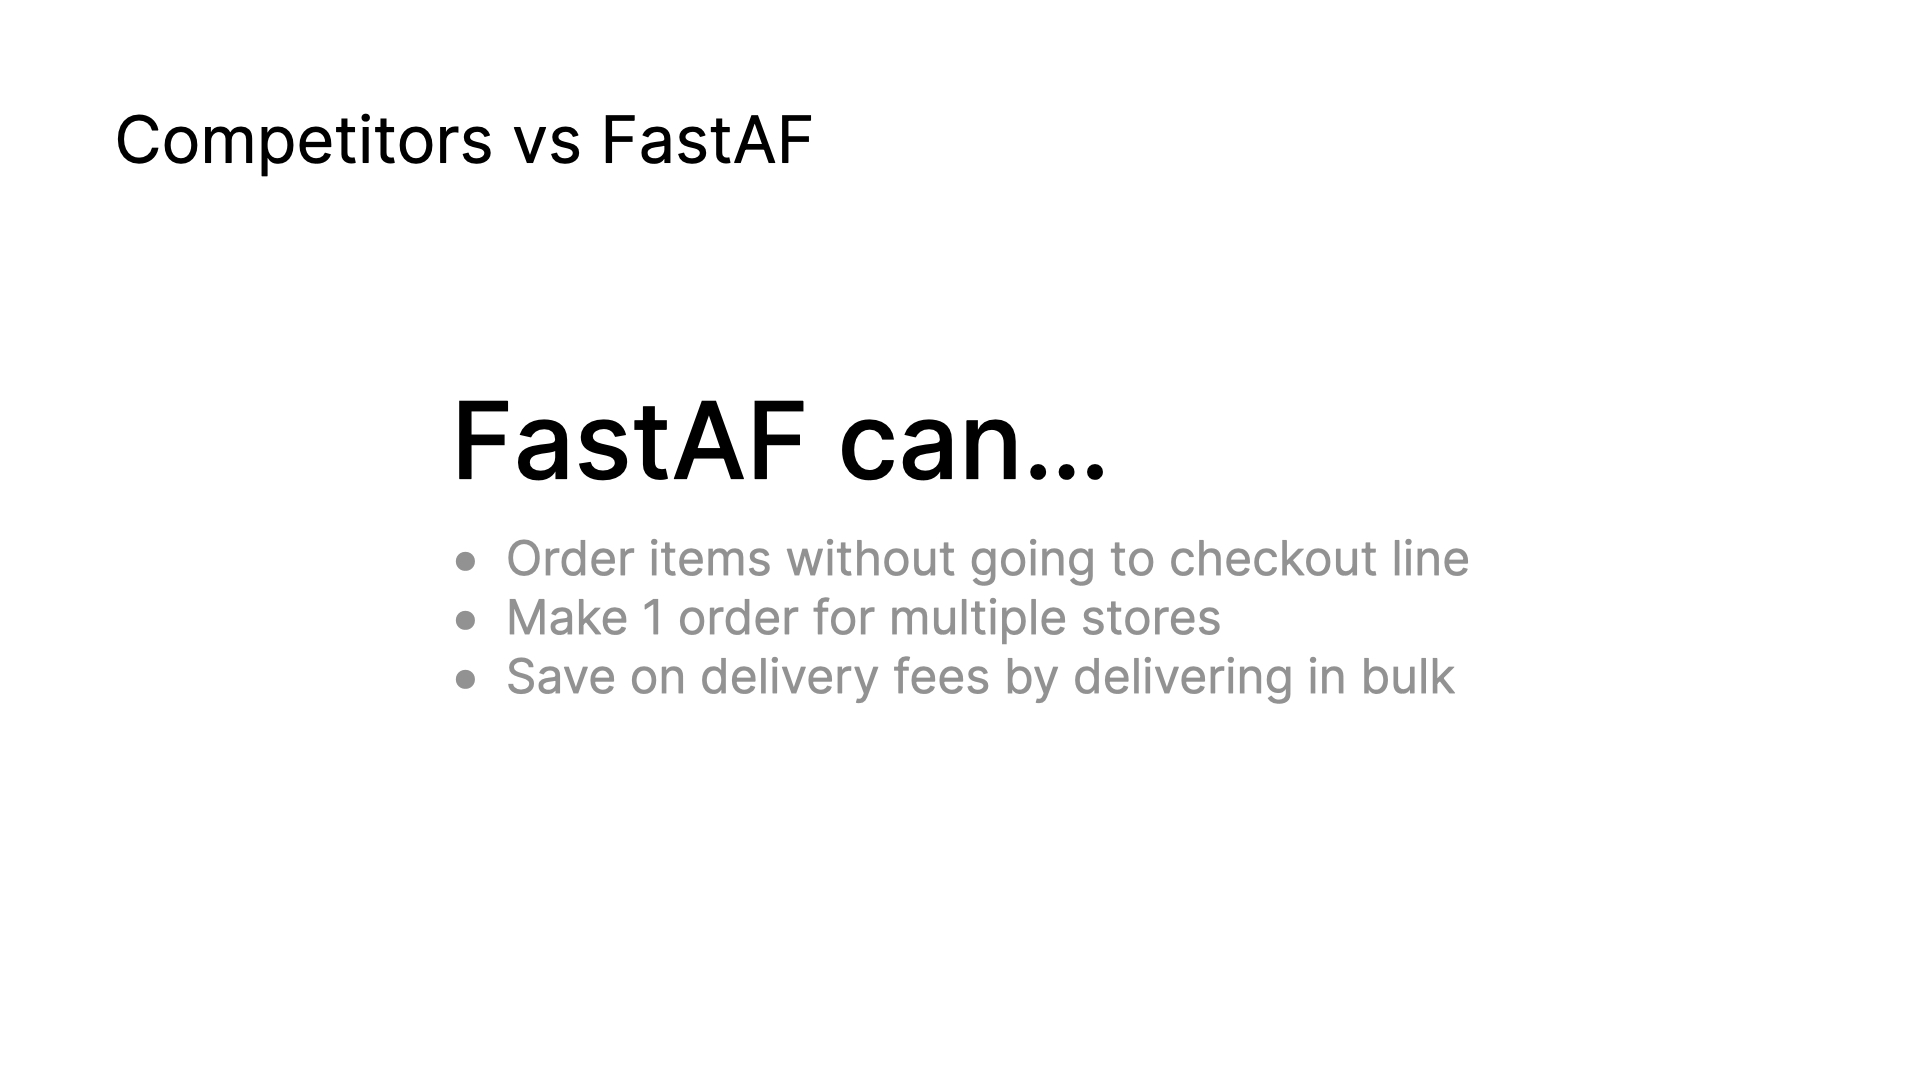 Competitors vs FastAF
FastAF can...
● Order items without going to checkout line
● Make 1 order for multiple stores
● Save on delivery fees by delivering in bulk